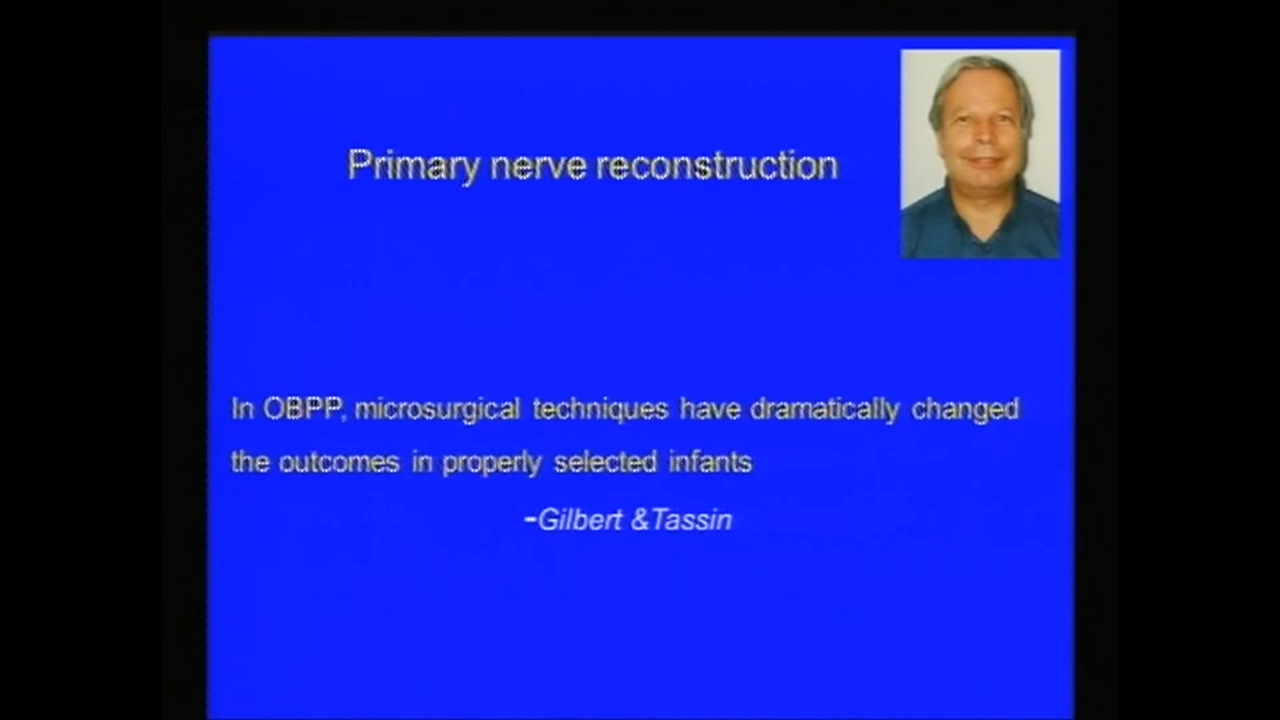 Primary nerve reconstruction
In OBPP, microsurgical techniques have dramatically changed
the outcomes in properly selected infants
-Gilbert &Tassin